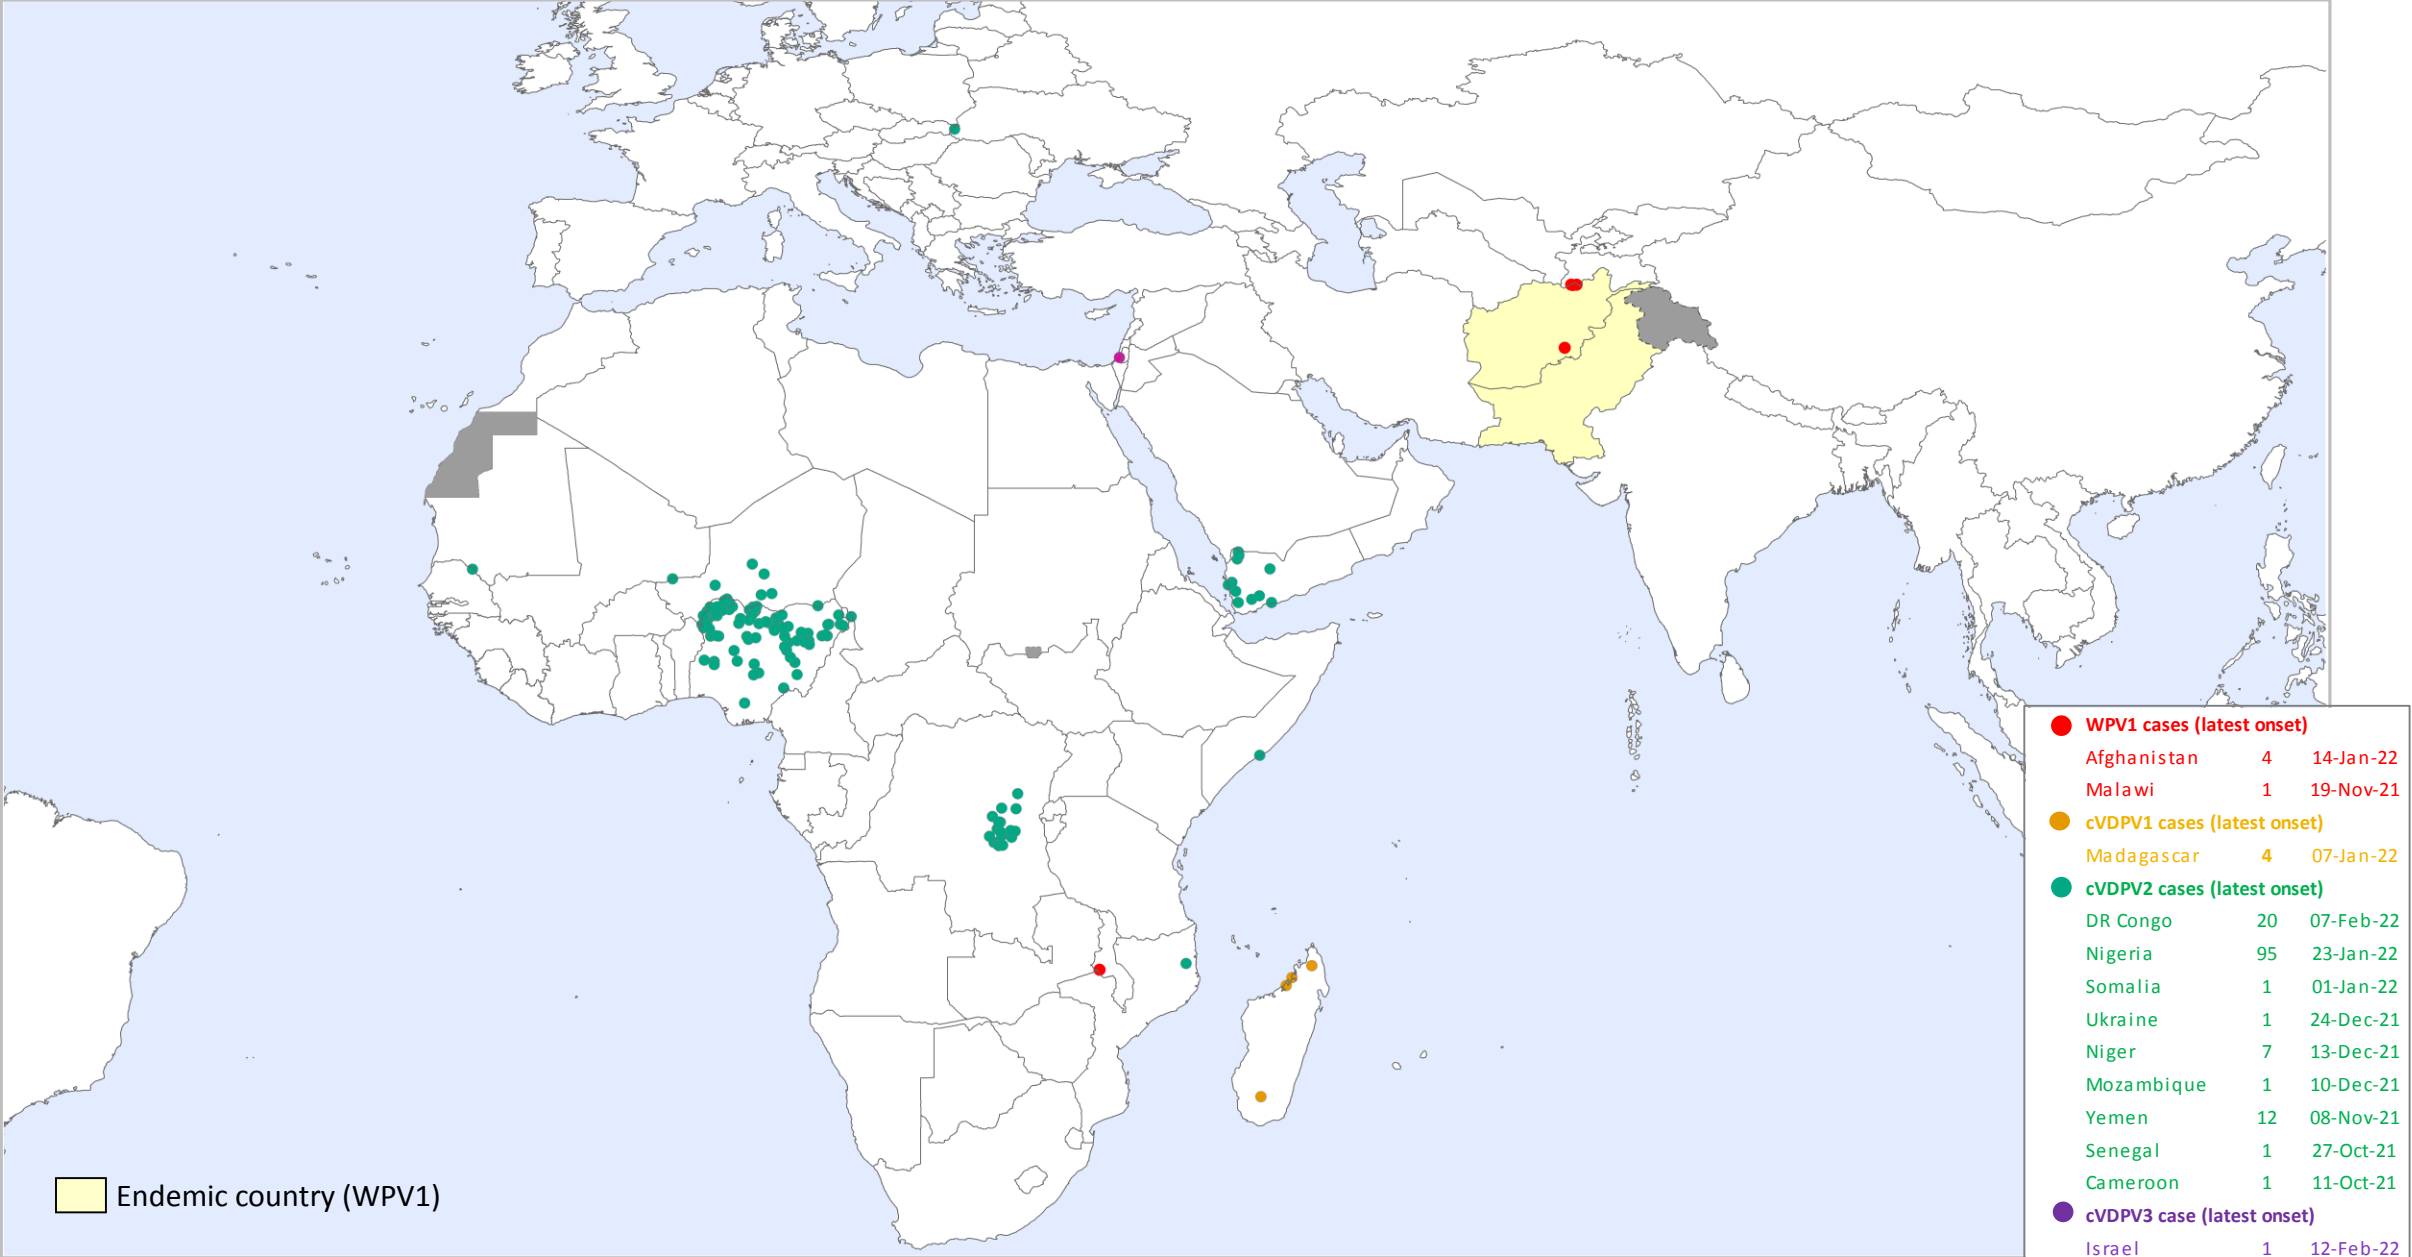 WPV1 cases (latest onset)
Afghanistan 4 14-Jan-22
Malawi 1 19-Nov-21
cVDPV1 cases (latest onset)
Madagascar 4 07-Jan-22
cVDPV2 cases (latest onset)
DR Congo 20 07-Feb-22
Nigeria 95 23-Jan-22
Somalia 1 01-Jan-22
Ukraine 1 24-Dec-21
Niger 7 13-Dec-21
Mozambique 1 10-Dec-21
Yemen 12 08-Nov-21
Senegal 1 27-Oct-21
Cameroon 1 11-Oct-21
cVDPV3 case (latest onset)
Israel 1 12-Feb-22
Endemic country (WPV1)